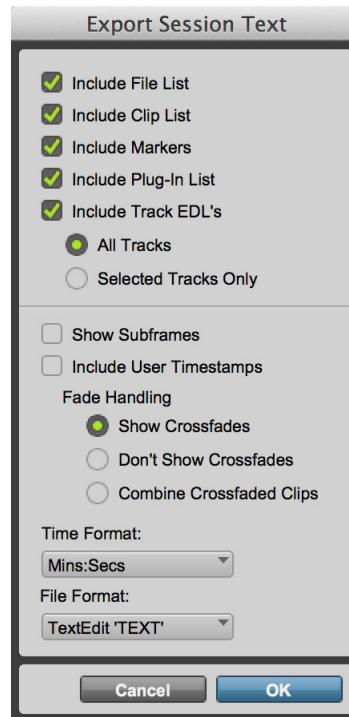 Export Session Text
Include File List
Include Clip List
Include Markers
Include Plug-In List
Include Track EDL's
All Tracks
Selected Tracks Only
Show Subframes
Include User Timestamps
Fade Handling
Show Crossfades
Don't Show Crossfades
Combine Crossfaded Clips
Time Format:
Mins:Secs
File Format:
TextEdit 'TEXT'
Cancel OK